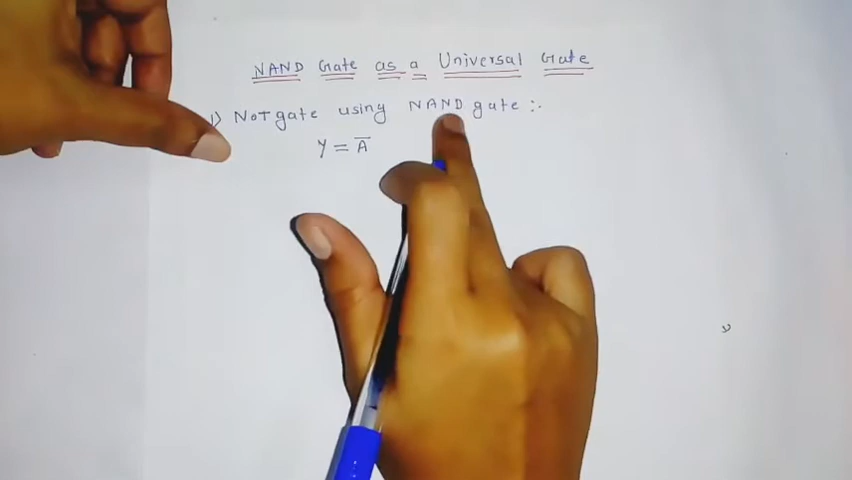 NAND Gate as a Universal Gate
1) NOT gate using NAND gate :-
Y = A̅